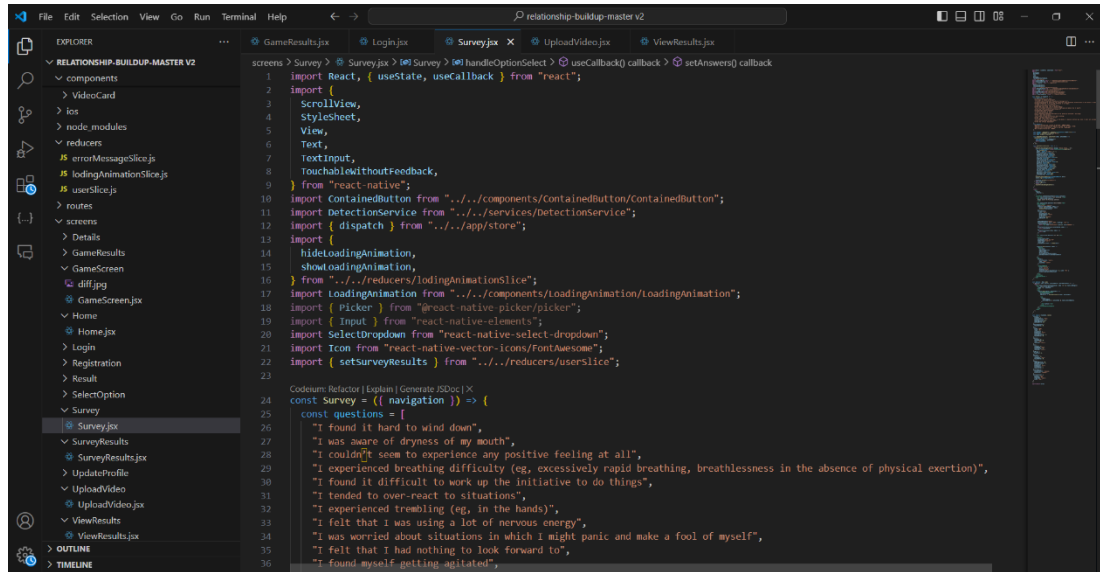 File Edit Selection View Go Run Terminal Help
relationship-buildup-master v2
EXPLORER
RELATIONSHIP-BUILDUP-MASTER V2
components
VideoCard
ios
node_modules
reducers
JS errorMessageSlice.js
JS lodingAnimationSlice.js
JS userSlice.js
routes
screens
Details
GameResults
GameScreen
diff.jpg
GameScreen.jsx
Home
Home.jsx
Login
Registration
Result
SelectOption
Survey
Survey.jsx
SurveyResults
SurveyResults.jsx
UpdateProfile
UploadVideo
UploadVideo.jsx
ViewResults
ViewResults.jsx
OUTLINE
TIMELINE
GameResults.jsx Login.jsx Survey.jsx UploadVideo.jsx ViewResults.jsx
screens > Survey > Survey.jsx > Survey > handleOptionSelect > useCallback() callback > setAnswers() callback
1 import React, { useState, useCallback } from "react";
2 import {
3 ScrollView,
4 StyleSheet,
5 View,
6 Text,
7 TextInput,
8 TouchableWithoutFeedback,
9 } from "react-native";
10 import ContainedButton from "../../components/ContainedButton/ContainedButton";
11 import DetectionService from "../../services/DetectionService";
12 import { dispatch } from "../../app/store";
13 import {
14 hideLoadingAnimation,
15 showLoadingAnimation,
16 } from "../../reducers/lodingAnimationSlice";
17 import LoadingAnimation from "../../components/LoadingAnimation/LoadingAnimation";
18 import { Picker } from "@react-native-picker/picker";
19 import { Input } from "react-native-elements";
20 import SelectDropdown from "react-native-select-dropdown";
21 import Icon from "react-native-vector-icons/FontAwesome";
22 import { setSurveyResults } from "../../reducers/userSlice";
23
Codeium: Refactor | Explain | Generate JSDoc | X
24 const Survey = ({ navigation }) => {
25 const questions = [
26 "I found it hard to wind down",
27 "I was aware of dryness of my mouth",
28 "I couldn’t seem to experience any positive feeling at all",
29 "I experienced breathing difficulty (eg, excessively rapid breathing, breathlessness in the absence of physical exertion)",
30 "I found it difficult to work up the initiative to do things",
31 "I tended to over-react to situations",
32 "I experienced trembling (eg, in the hands)",
33 "I felt that I was using a lot of nervous energy",
34 "I was worried about situations in which I might panic and make a fool of myself",
35 "I felt that I had nothing to look forward to",
36 "I found myself getting agitated",